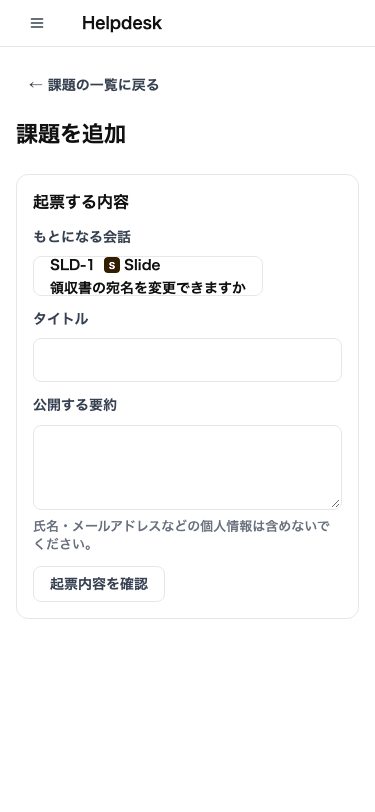 Helpdesk
← 課題の一覧に戻る
課題を追加
起票する内容
もとになる会話
SLD-1 S Slide
領収書の宛名を変更できますか
タイトル
公開する要約
氏名・メールアドレスなどの個人情報は含めないで
ください。
起票内容を確認